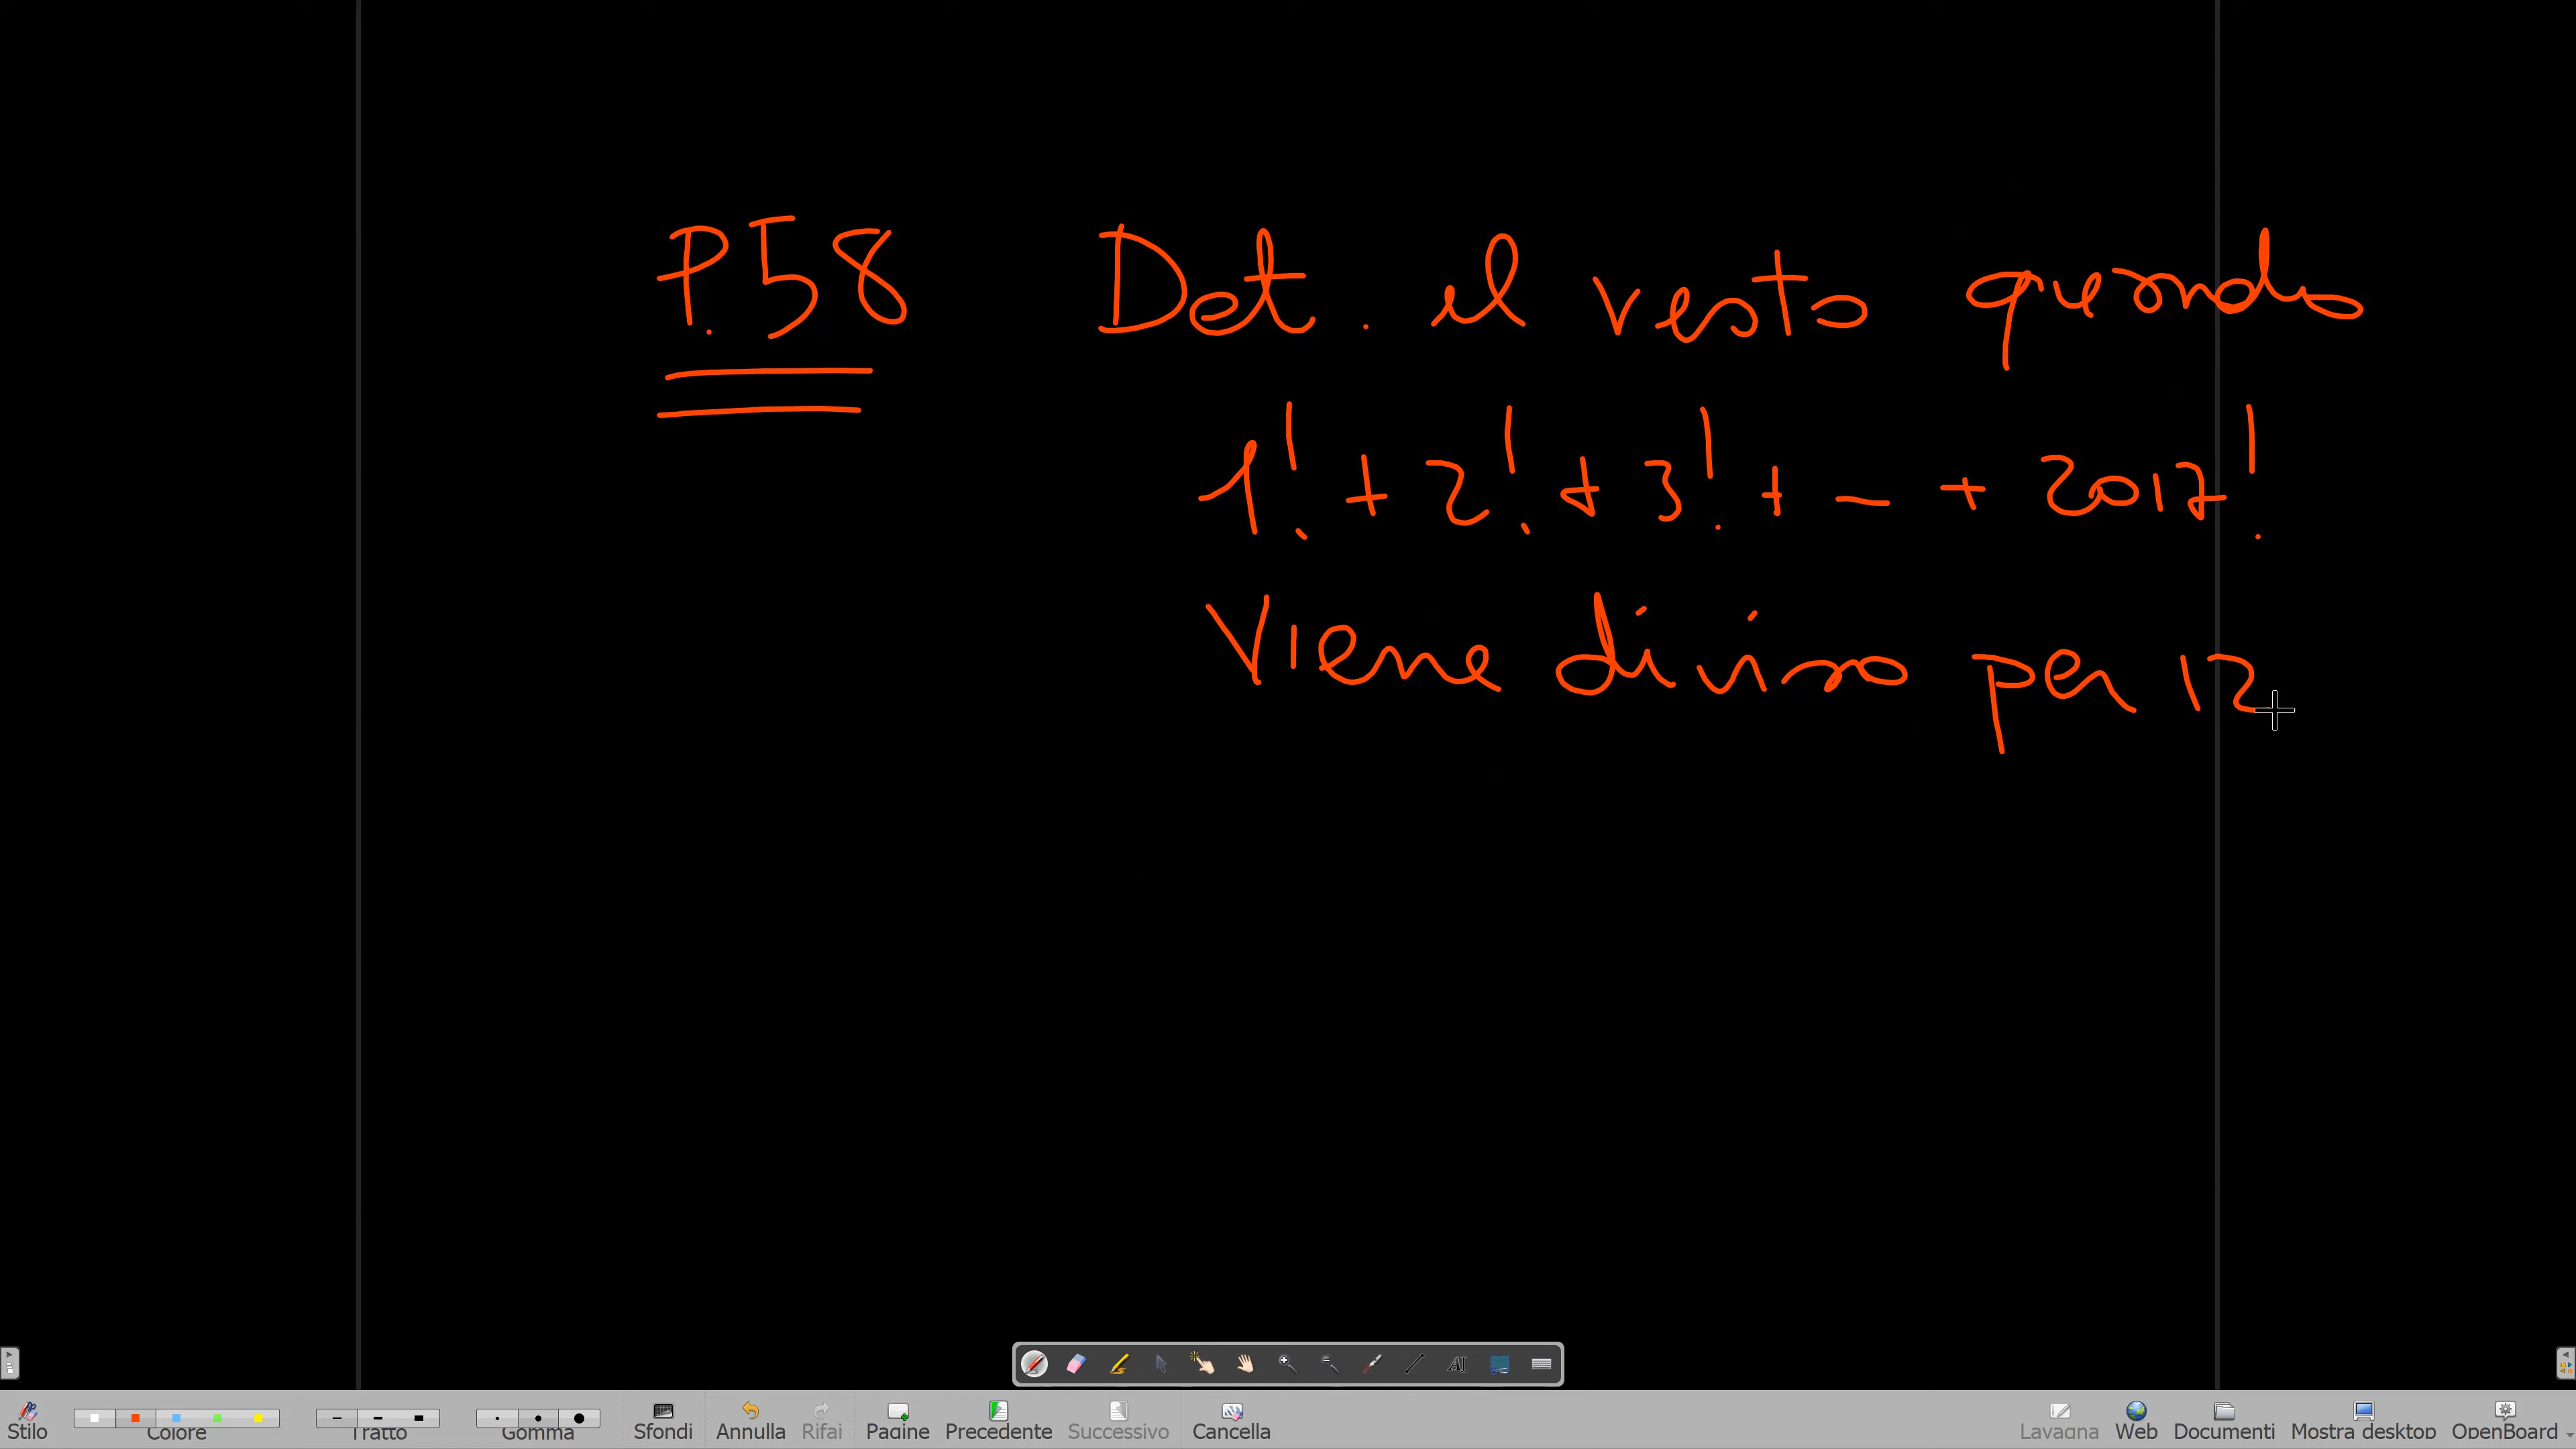 P.58 Det. il resto quando
1! + 2! + 3! + - + 2017!
Viene diviso per 12
Stilo Colore Tratto Gomma Sfondi Annulla Rifai Pagine Precedente Successivo Cancella Lavagna Web Documenti Mostra desktop OpenBoard